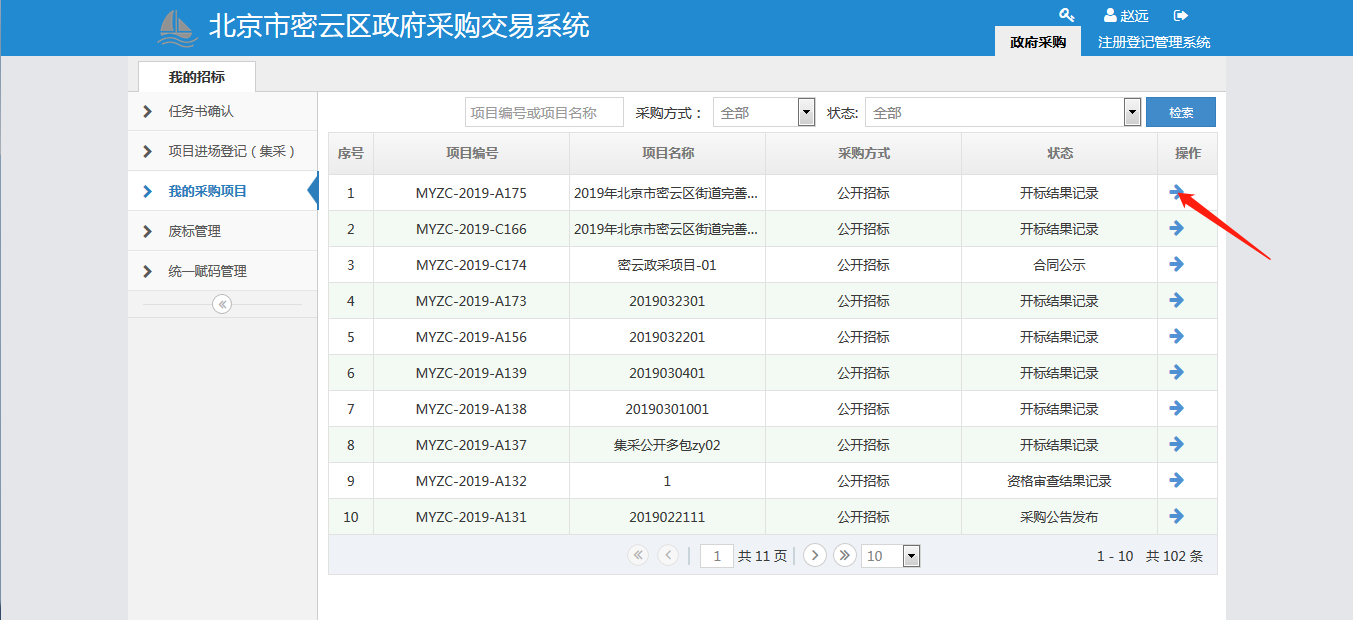 北京市密云区政府采购交易系统
赵远
政府采购
注册登记管理系统
我的招标
任务书确认
项目进场登记（集采）
我的采购项目
废标管理
统一赋码管理
项目编号或项目名称 采购方式： 全部 状态: 全部 检索
序号 项目编号 项目名称 采购方式 状态 操作
1 MYZC-2019-A175 2019年北京市密云区街道完善... 公开招标 开标结果记录
2 MYZC-2019-C166 2019年北京市密云区街道完善... 公开招标 开标结果记录
3 MYZC-2019-C174 密云政采项目-01 公开招标 合同公示
4 MYZC-2019-A173 2019032301 公开招标 开标结果记录
5 MYZC-2019-A156 2019032201 公开招标 开标结果记录
6 MYZC-2019-A139 2019030401 公开招标 开标结果记录
7 MYZC-2019-A138 20190301001 公开招标 开标结果记录
8 MYZC-2019-A137 集采公开多包zy02 公开招标 开标结果记录
9 MYZC-2019-A132 1 公开招标 资格审查结果记录
10 MYZC-2019-A131 2019022111 公开招标 采购公告发布
1 共 11 页 10 1 - 10 共 102 条